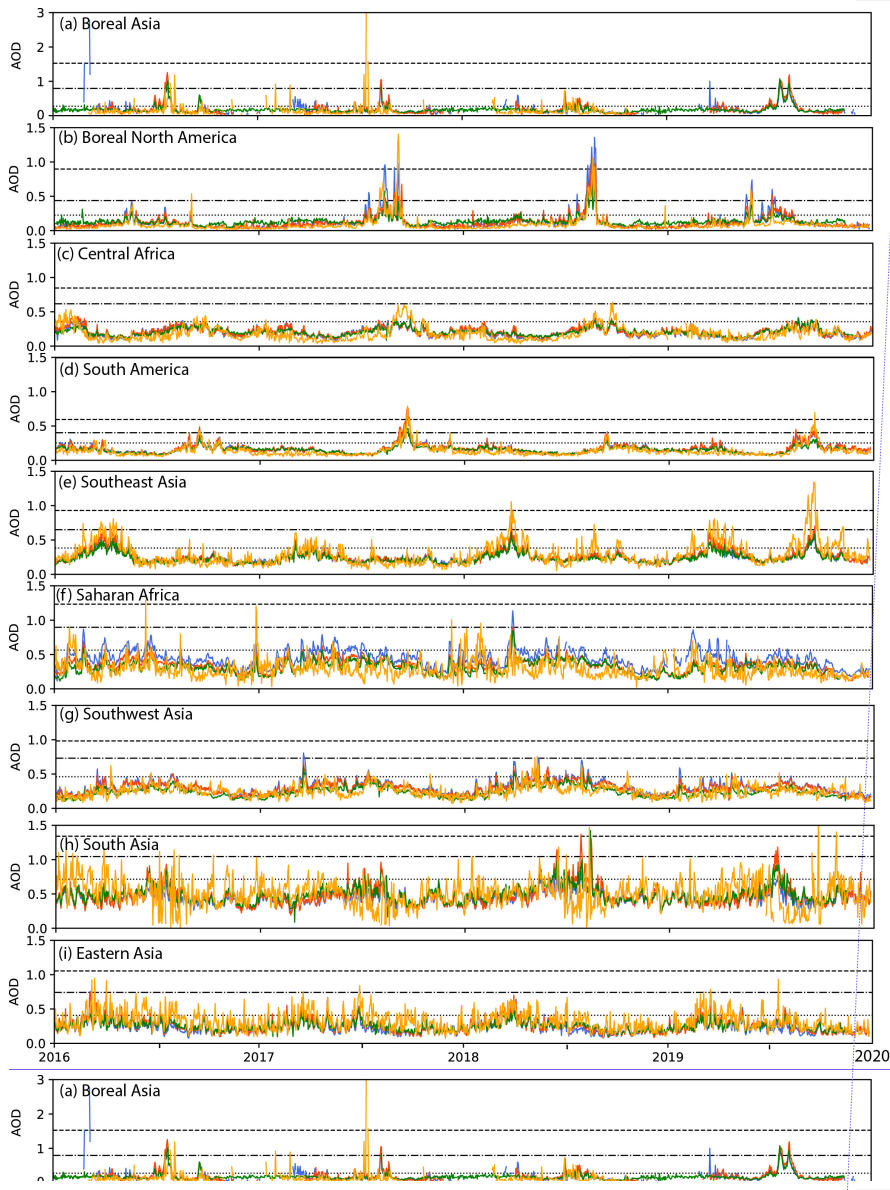 (a) Boreal Asia
AOD
3
2
1
0
(b) Boreal North America
AOD
1.5
1.0
0.5
0.0
(c) Central Africa
AOD
1.5
1.0
0.5
0.0
(d) South America
AOD
1.5
1.0
0.5
0.0
(e) Southeast Asia
AOD
1.5
1.0
0.5
0.0
(f) Saharan Africa
AOD
1.5
1.0
0.5
0.0
(g) Southwest Asia
AOD
1.5
1.0
0.5
0.0
(h) South Asia
AOD
1.5
1.0
0.5
0.0
(i) Eastern Asia
AOD
1.5
1.0
0.5
0.0
2016 2017 2018 2019 2020
(a) Boreal Asia
AOD
3
2
1
0